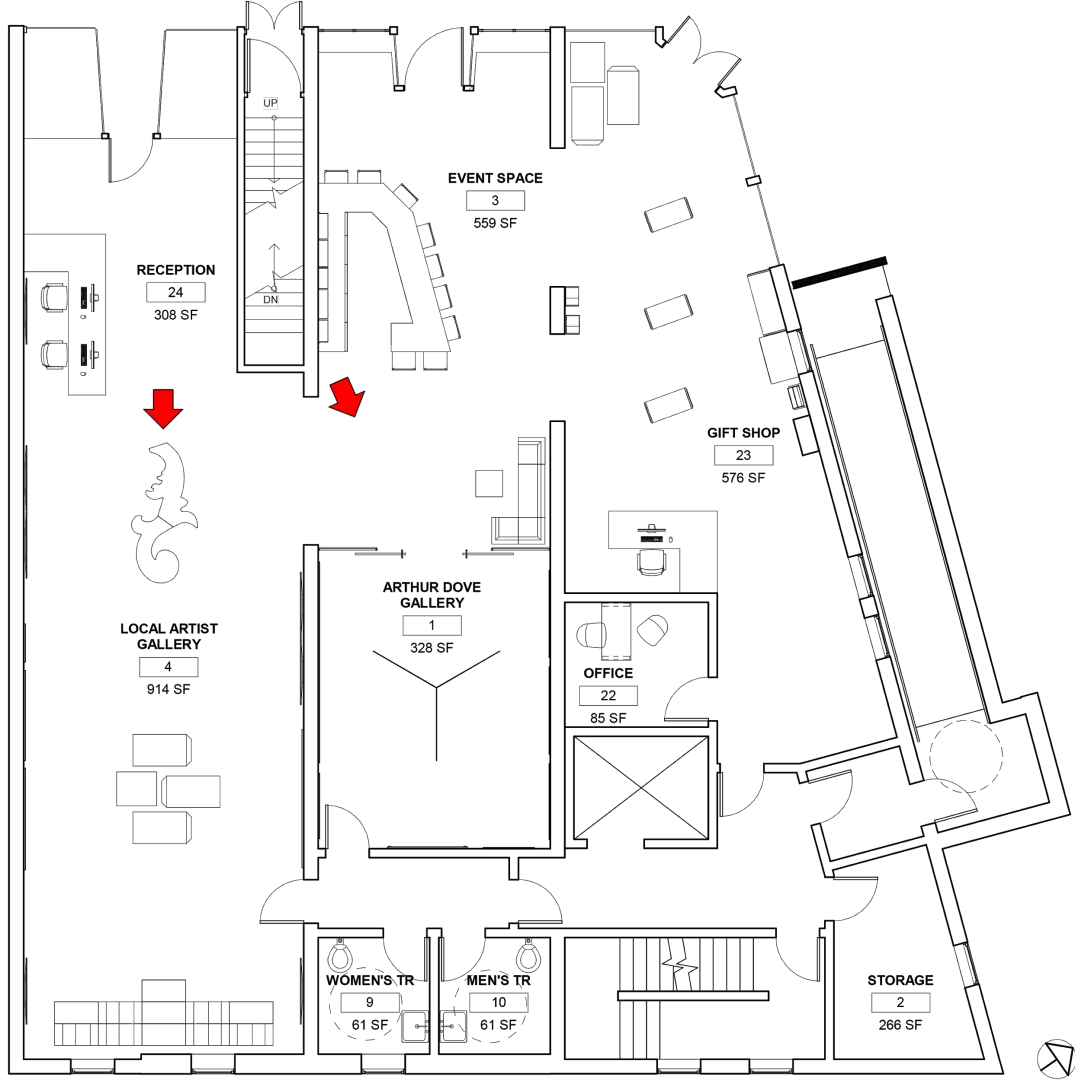 UP
EVENT SPACE
3
559 SF
RECEPTION
24
308 SF
DN
GIFT SHOP
23
576 SF
ARTHUR DOVE
GALLERY
1
328 SF
LOCAL ARTIST
GALLERY
4
914 SF
OFFICE
22
85 SF
WOMEN'S TR
9
61 SF
MEN'S TR
10
61 SF
STORAGE
2
266 SF